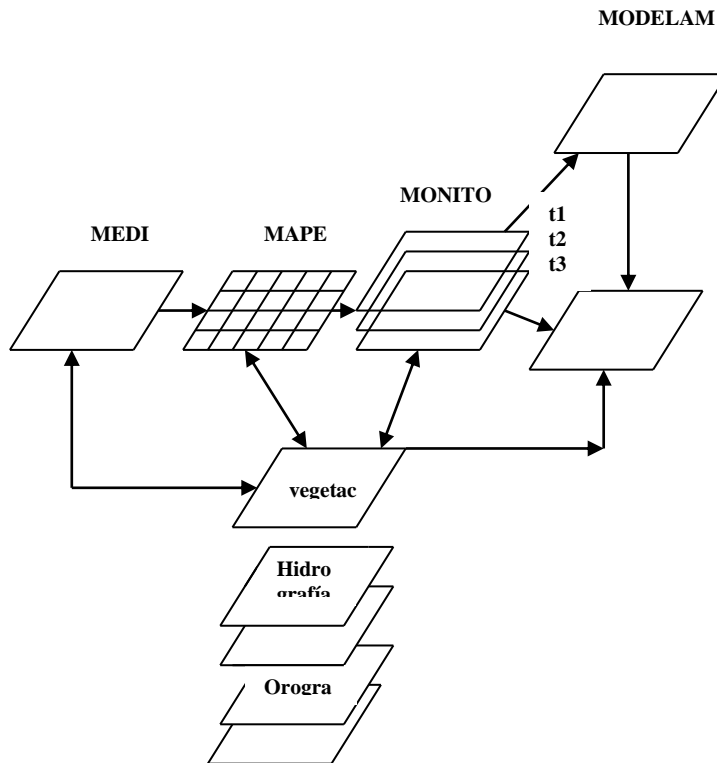 MODELAM
MONITO
MEDI
MAPE
t1
t2
t3
vegetac
Hidro
grafía
Orogra